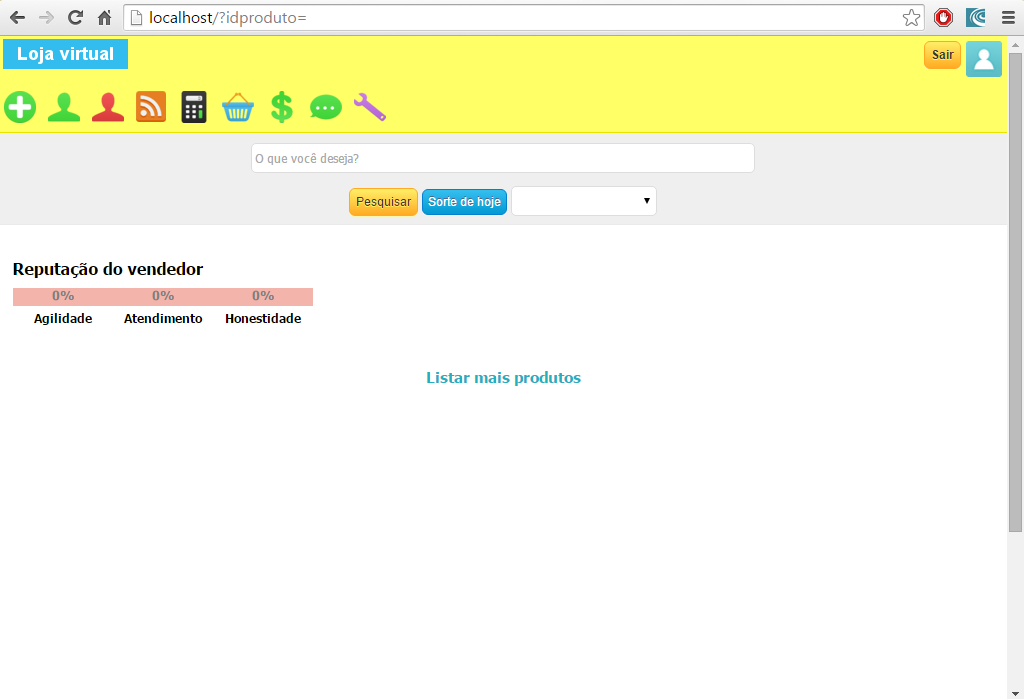 localhost/?idproduto=
Loja virtual
Sair
O que você deseja?
Pesquisar
Sorte de hoje
Reputação do vendedor
0% 0% 0%
Agilidade Atendimento Honestidade
Listar mais produtos